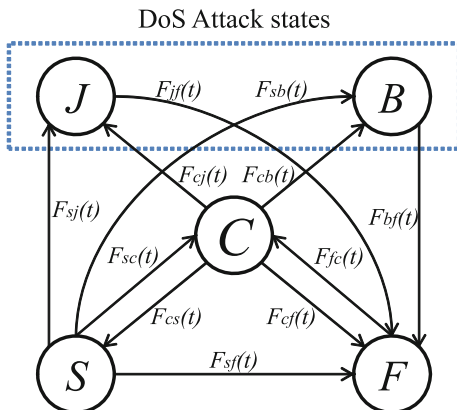 DoS Attack states
J
Fjf(t)
Fsb(t)
B
Fcj(t)
Fcb(t)
Fsj(t)
Fbf(t)
C
Fsc(t)
Ffc(t)
Fcs(t)
Fcf(t)
S
Fsf(t)
F